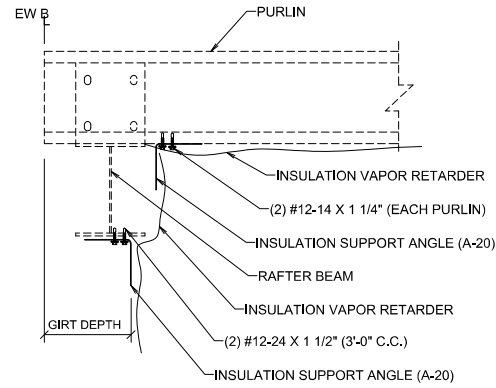 EW B
PURLIN
INSULATION VAPOR RETARDER
(2) #12-14 X 1 1/4" (EACH PURLIN)
INSULATION SUPPORT ANGLE (A-20)
RAFTER BEAM
INSULATION VAPOR RETARDER
GIRT DEPTH
(2) #12-24 X 1 1/2" (3'-0" C.C.)
INSULATION SUPPORT ANGLE (A-20)